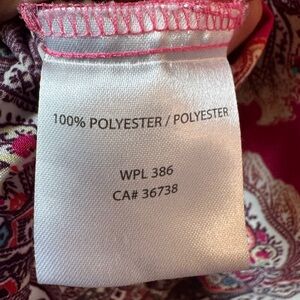 100% POLYESTER / POLYESTER
WPL 386
CA# 36738